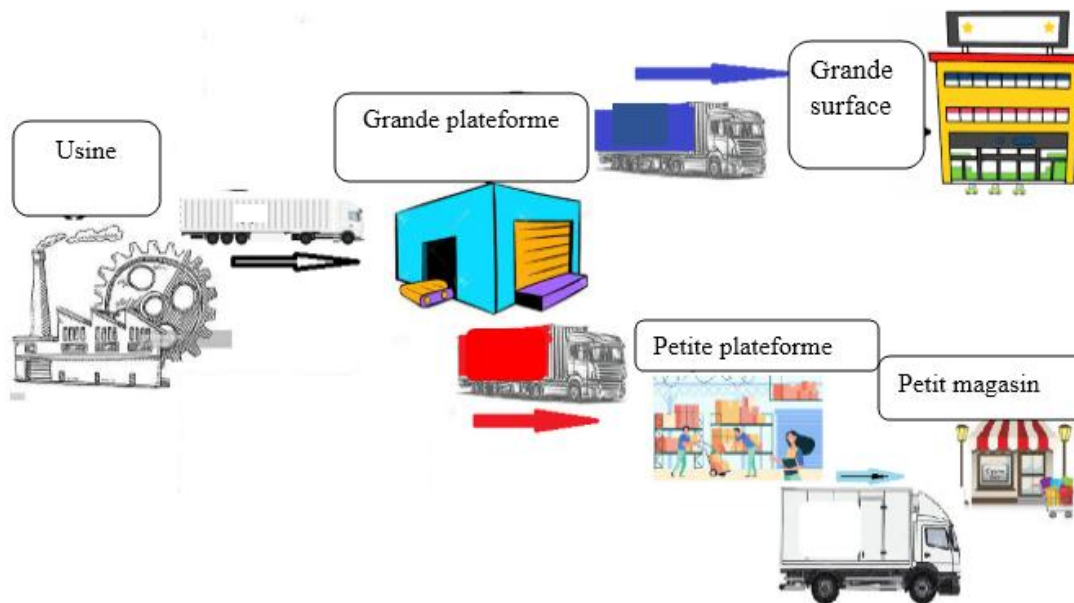 Usine
Grande plateforme
Grande
surface
Petite plateforme
Petit magasin